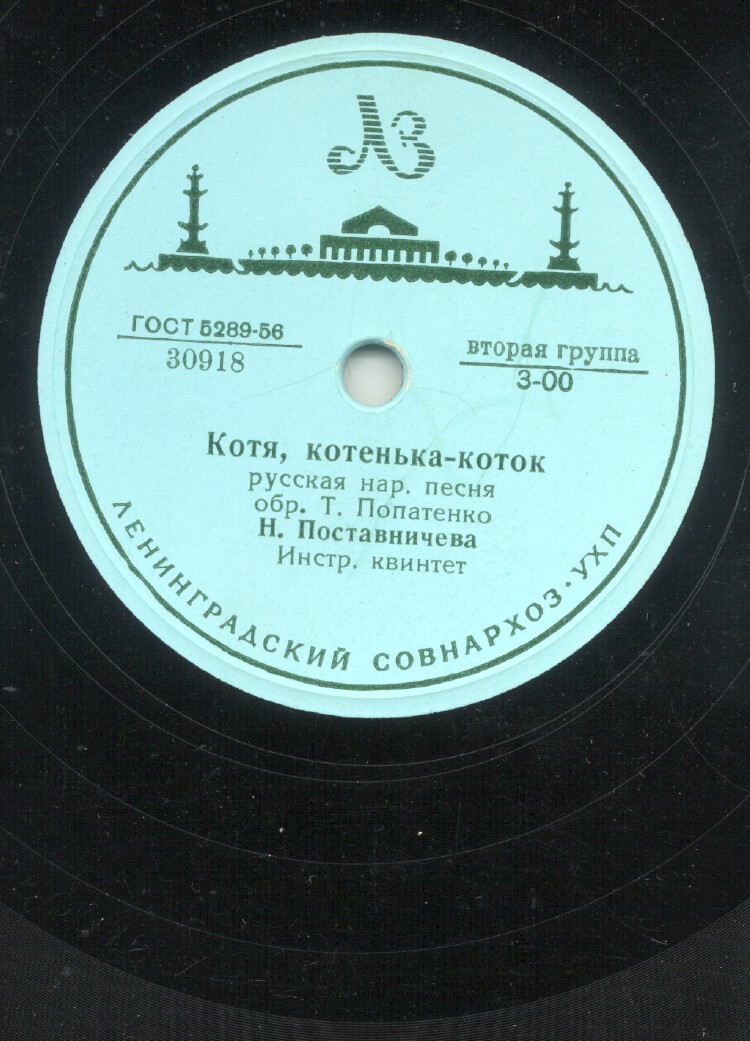 ЛЗ
ГОСТ 5289-56
30918
вторая группа
3-00
Котя, котенька-коток
русская нар. песня
обр. Т. Попатенко
Н. Поставничева
Инстр. квинтет
ЛЕНИНГРАДСКИЙ СОВНАРХОЗ · УХП